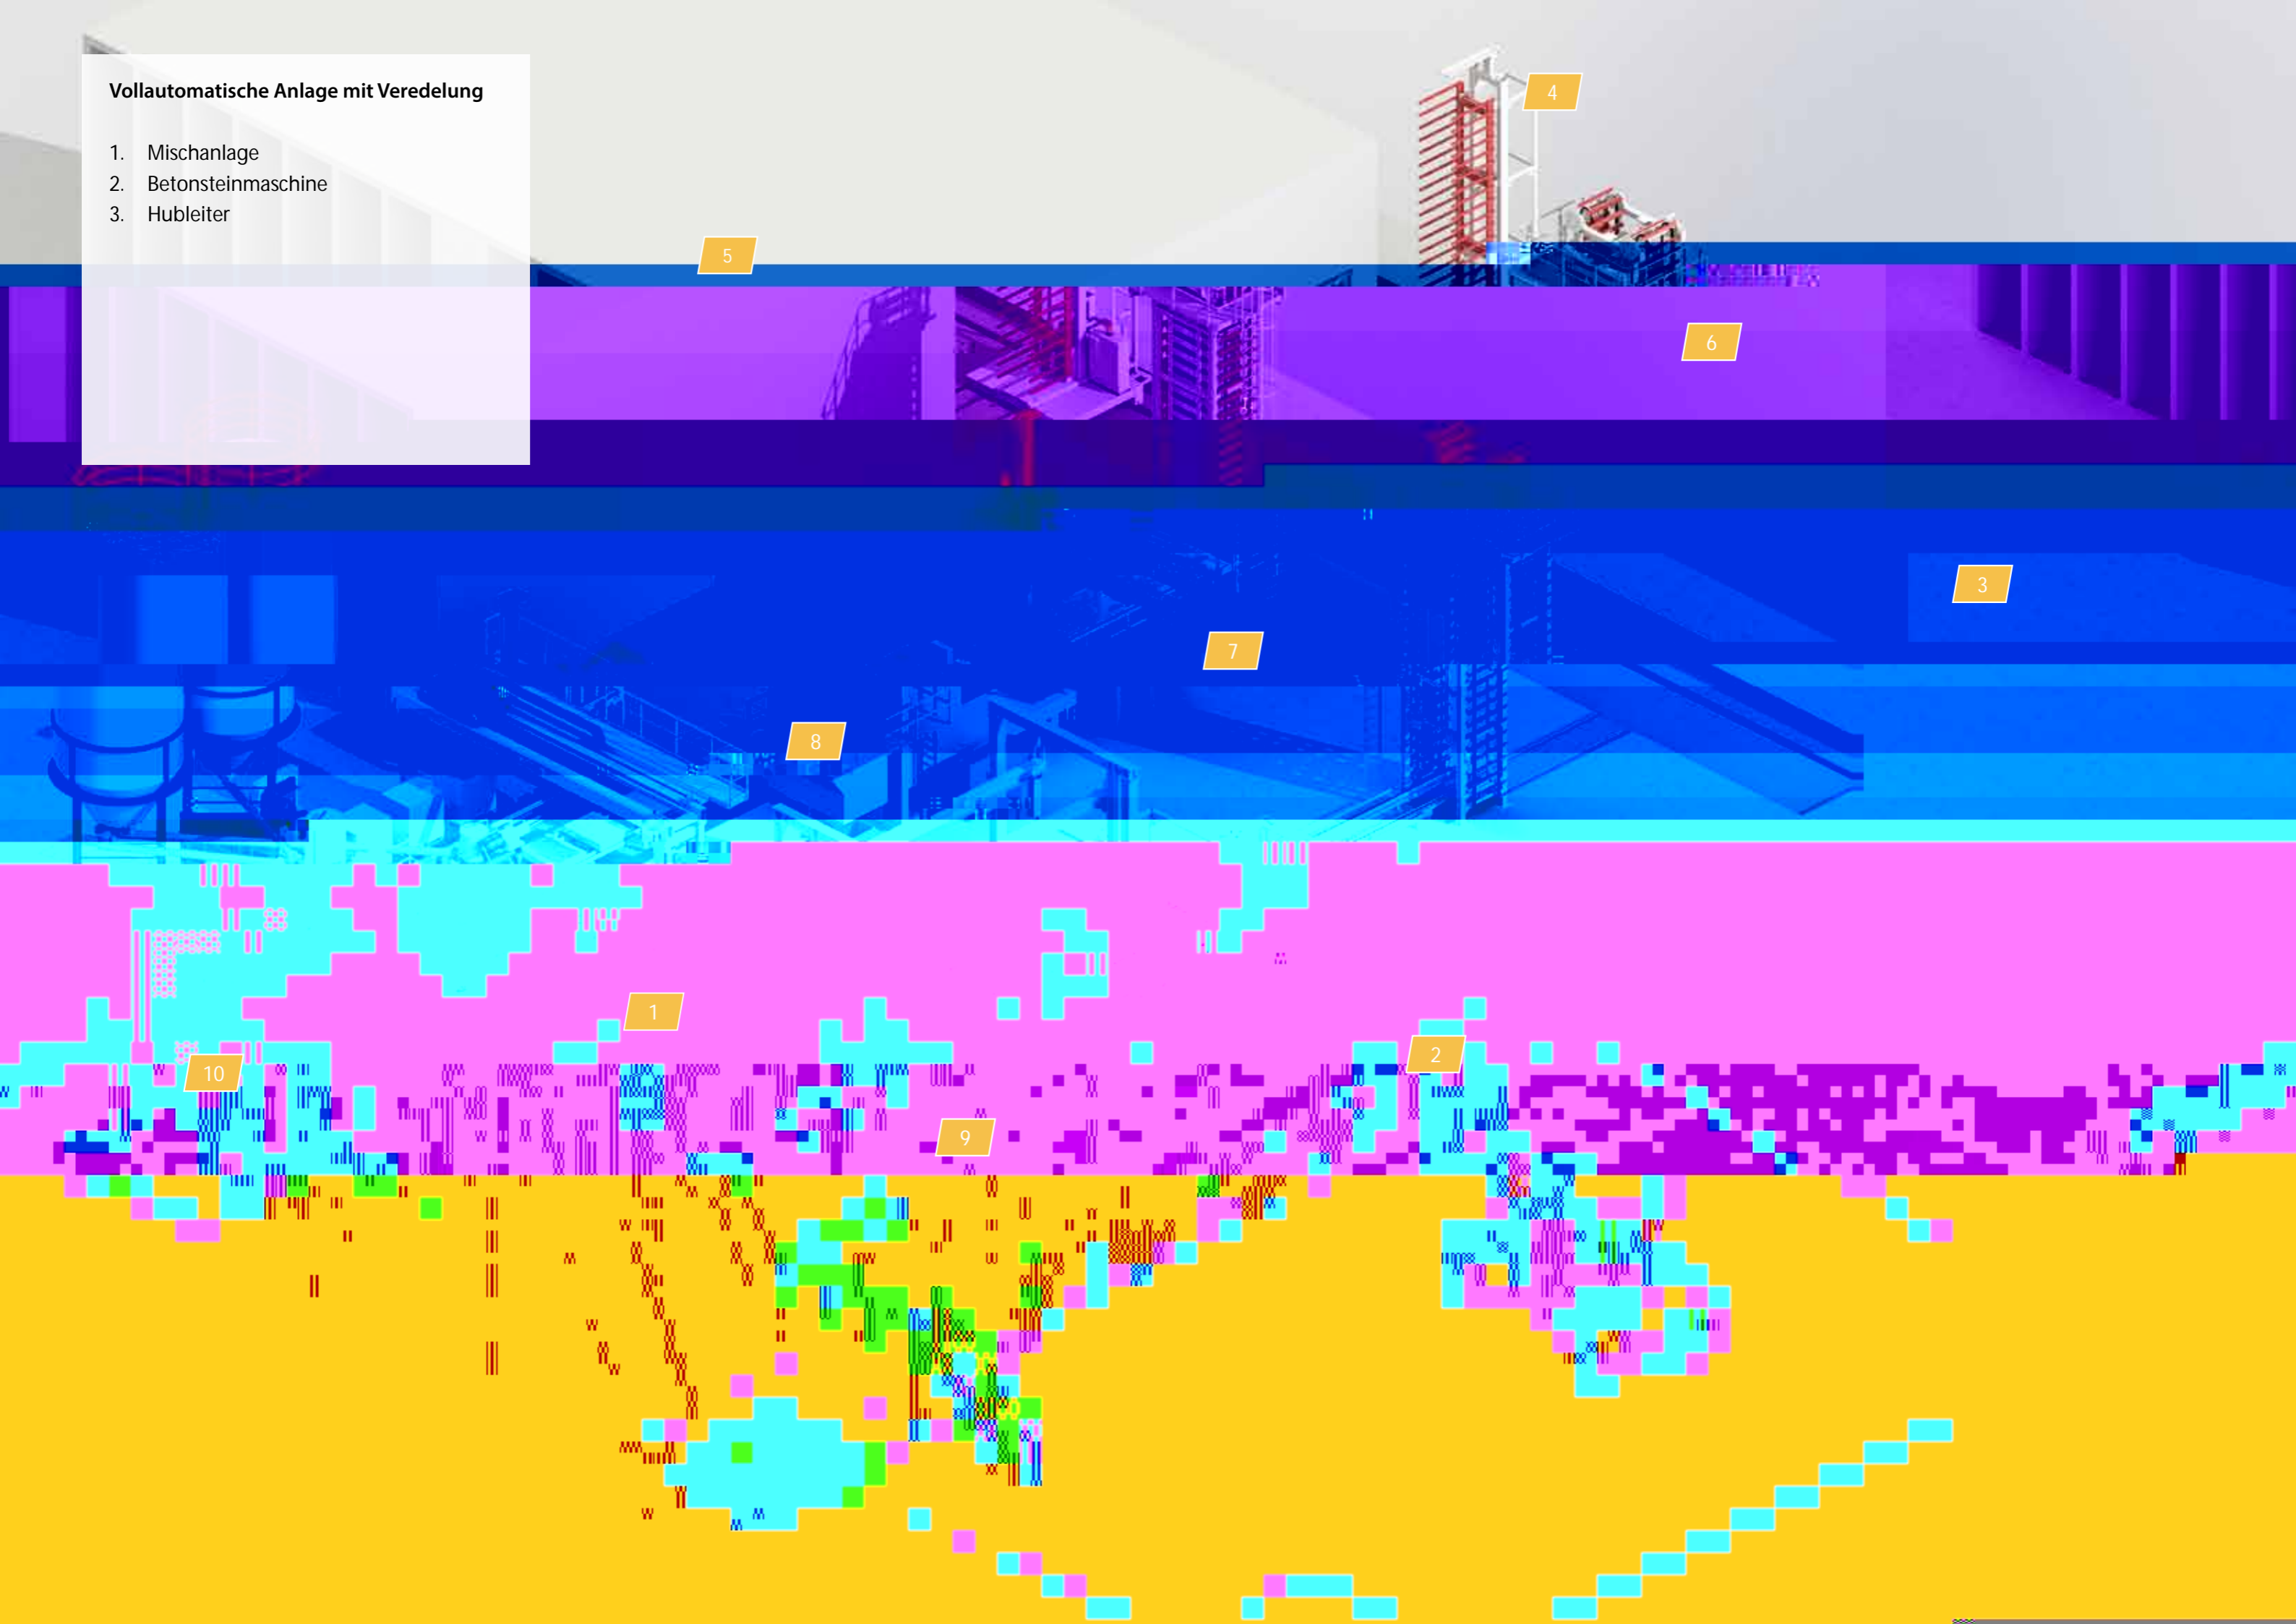 Vollautomatische Anlage mit Veredelung
1. Mischanlage
2. Betonsteinmaschine
3. Hubleiter
4
5
6
3
7
8
1
2
10
9